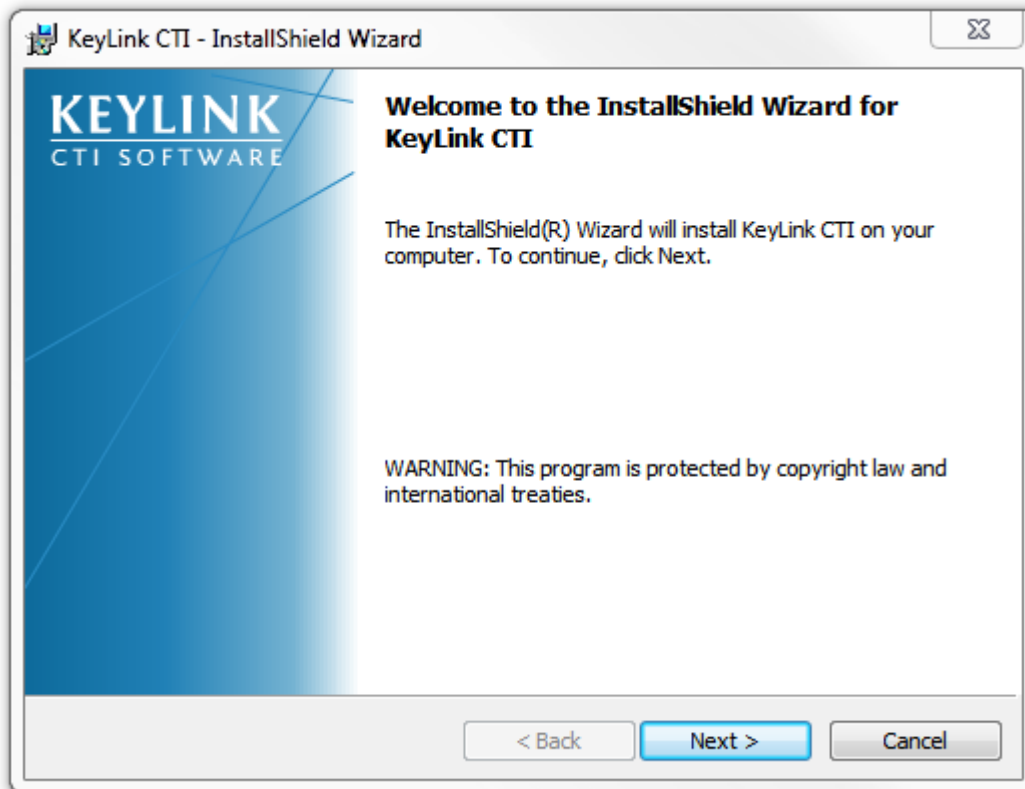 KeyLink CTI - InstallShield Wizard
KEYLINK
CTI SOFTWARE
Welcome to the InstallShield Wizard for
KeyLink CTI
The InstallShield(R) Wizard will install KeyLink CTI on your
computer. To continue, click Next.
WARNING: This program is protected by copyright law and
international treaties.
< Back
Next >
Cancel